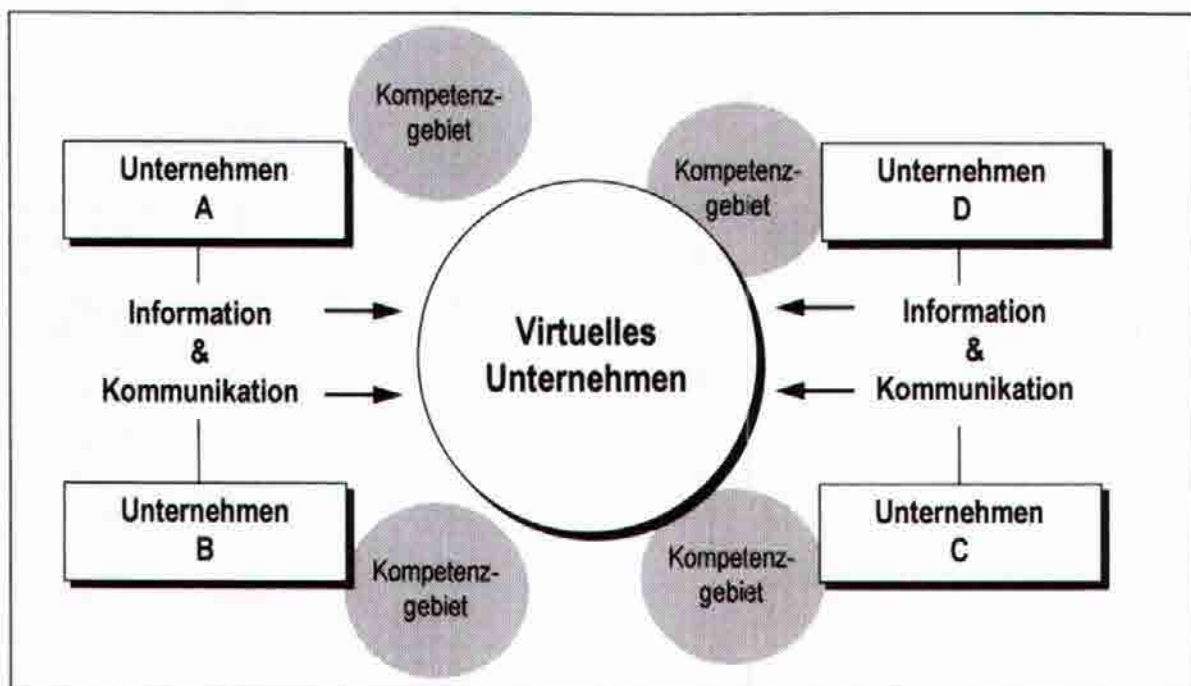 Kompetenz-
gebiet
Unternehmen
A
Kompetenz-
gebiet
Unternehmen
D
Information
&
Kommunikation
Virtuelles
Unternehmen
Information
&
Kommunikation
Unternehmen
B
Kompetenz-
gebiet
Kompetenz-
gebiet
Unternehmen
C